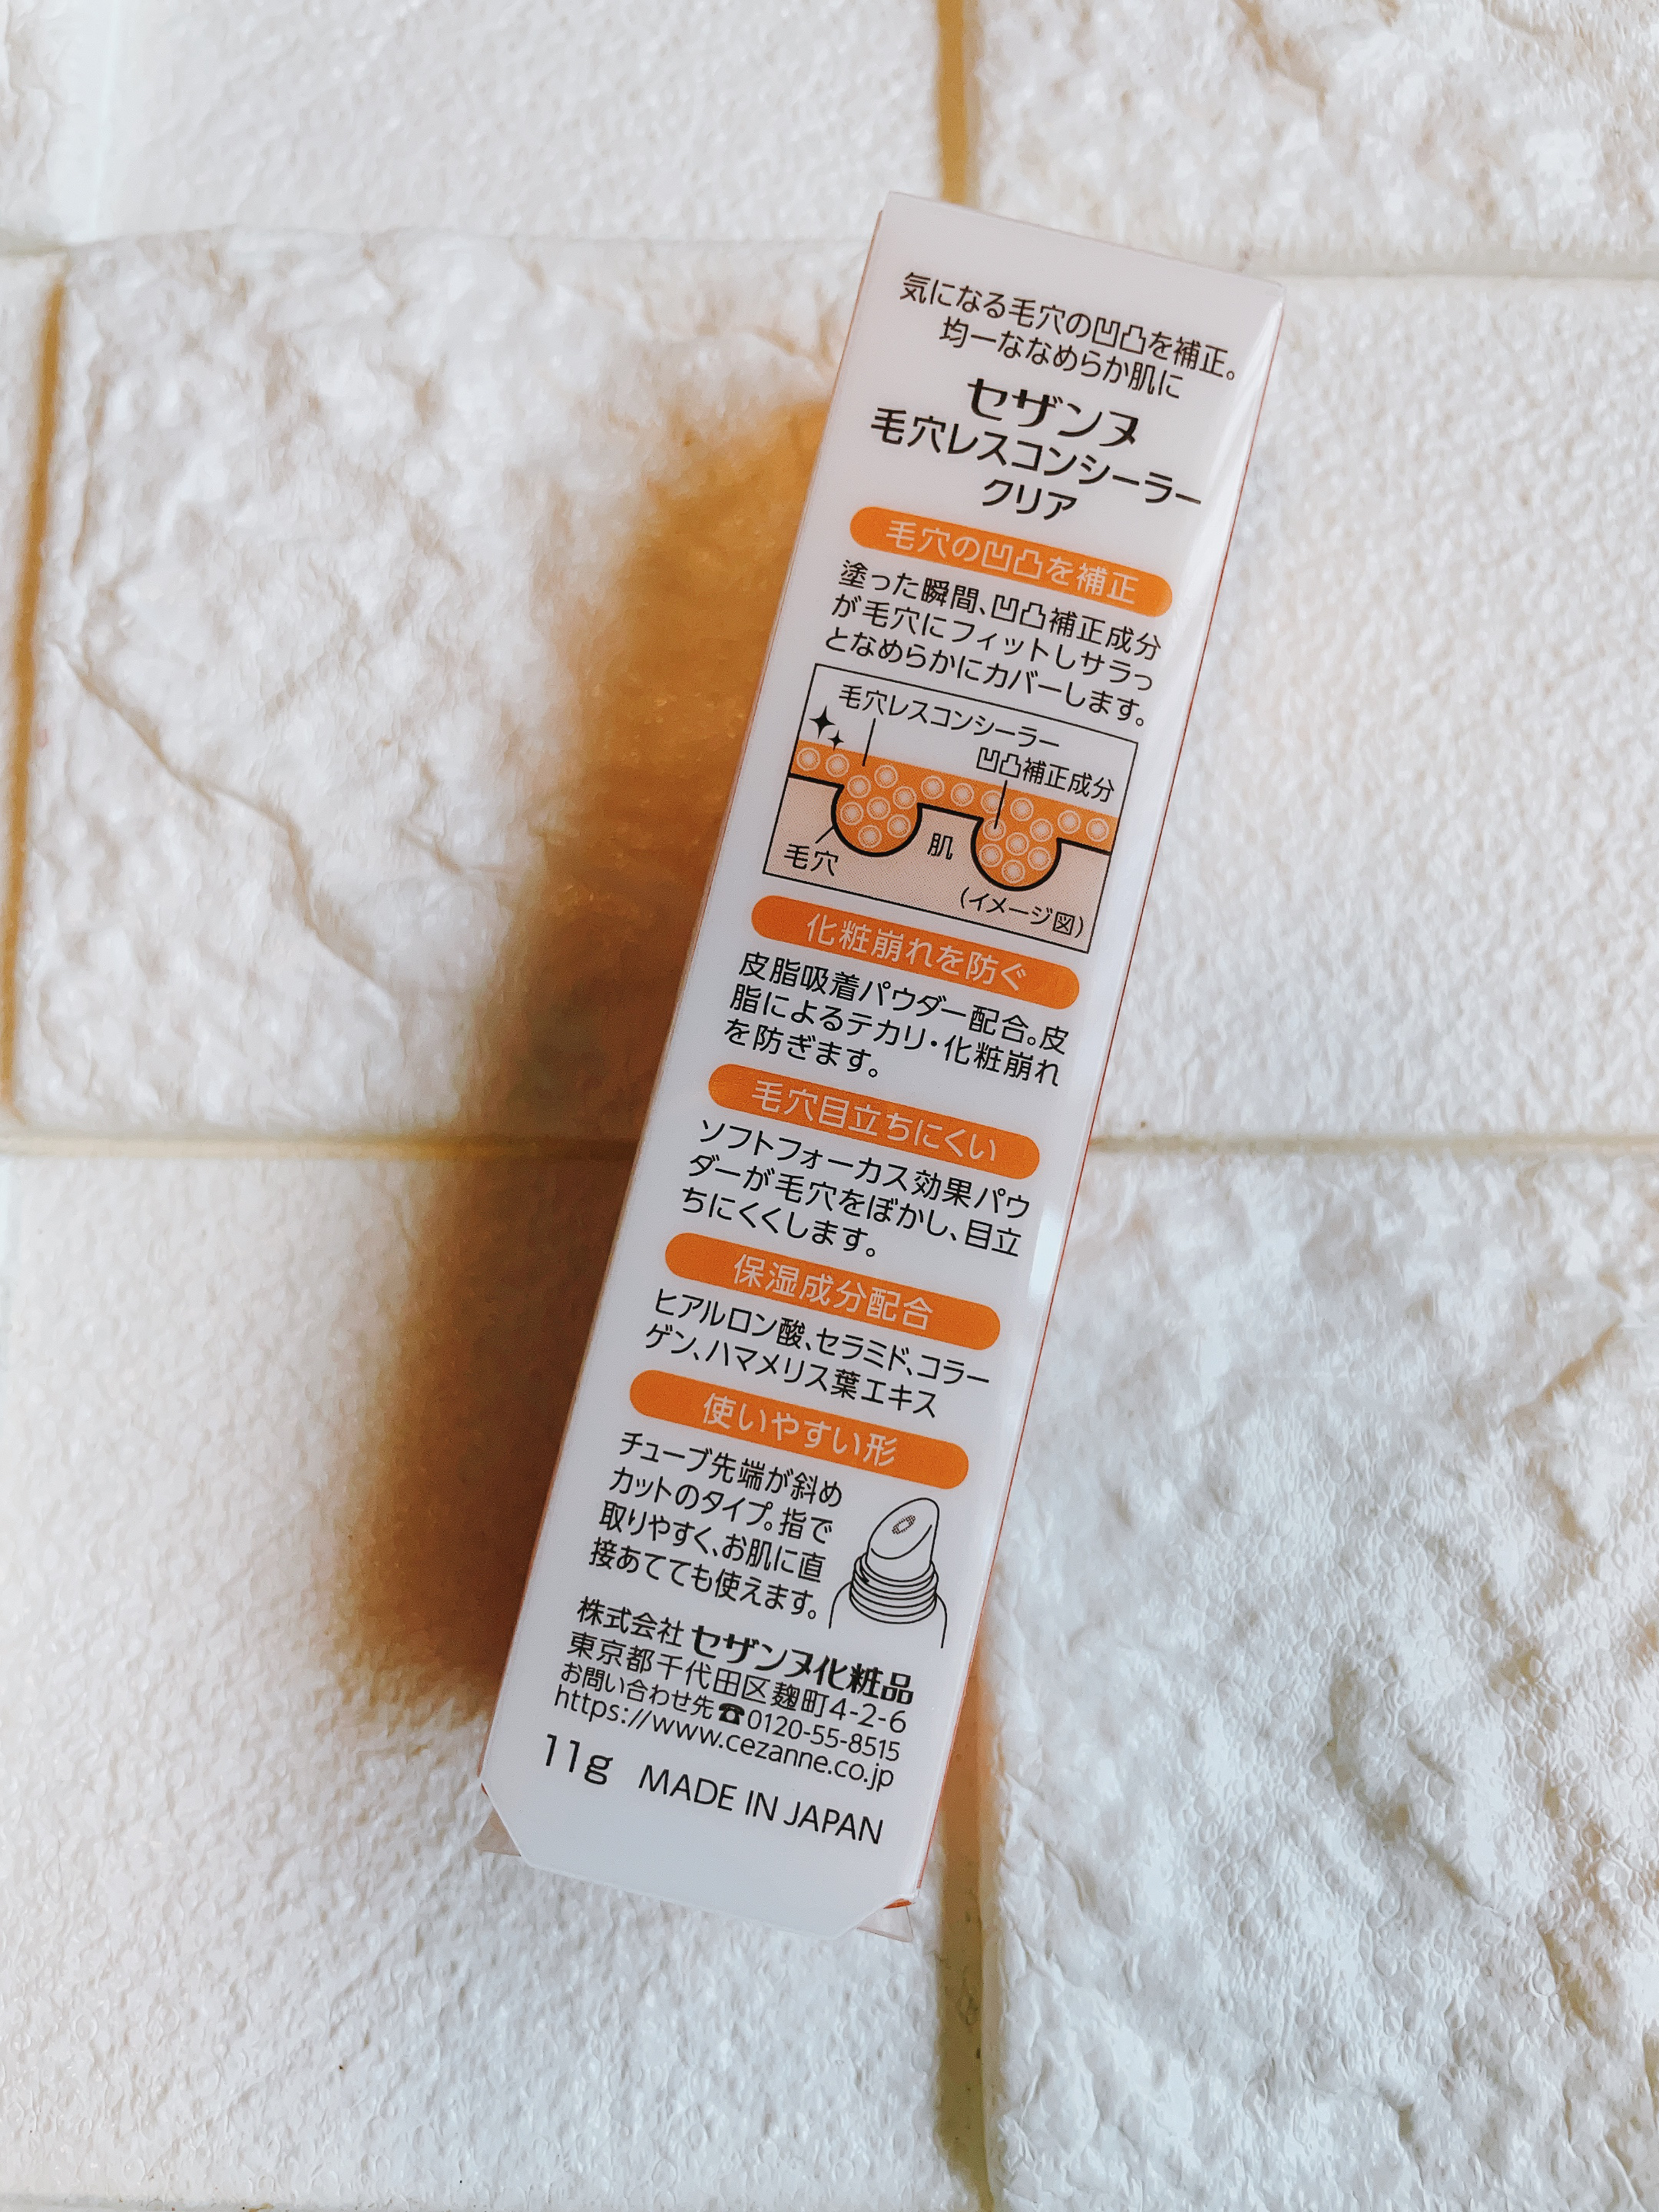 気になる毛穴の凹凸を補正。
均一ななめらか肌に
セザンヌ
毛穴レスコンシーラー
クリア
毛穴の凹凸を補正
塗った瞬間、凹凸補正成分
が毛穴にフィットしサラっ
となめらかにカバーします。
毛穴レスコンシーラー
凹凸補正成分
毛穴
肌
(イメージ図)
化粧崩れを防ぐ
皮脂吸着パウダー配合。皮
脂によるテカリ・化粧崩れ
を防ぎます。
毛穴目立ちにくい
ソフトフォーカス効果パウ
ダーが毛穴をぼかし、目立
ちにくくします。
保湿成分配合
ヒアルロン酸、セラミド、コラー
ゲン、ハマメリス葉エキス
使いやすい形
チューブ先端が斜め
カットのタイプ。指で
取りやすく、お肌に直
接あてても使えます。
株式会社 セザンヌ化粧品
東京都千代田区麹町4-2-6
お問い合わせ先☎0120-55-8515
https://www.cezanne.co.jp
11g MADE IN JAPAN